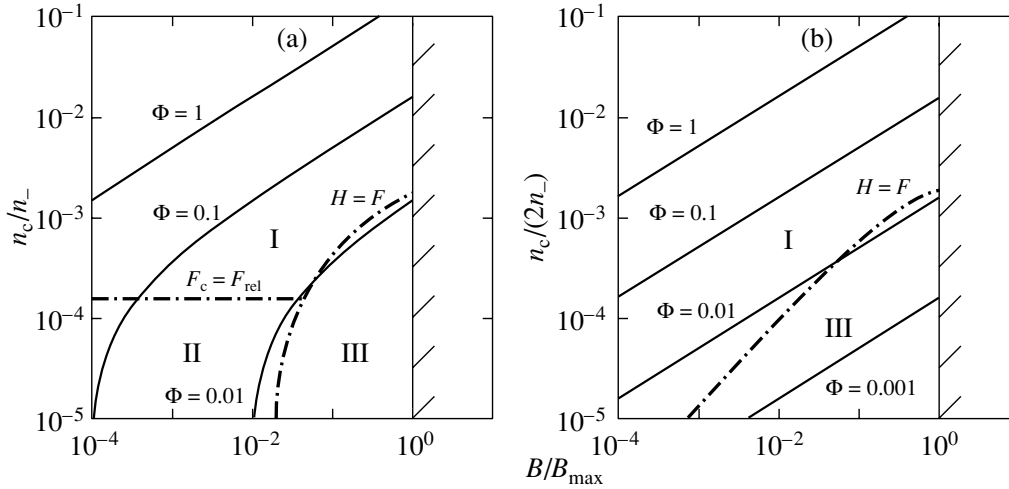 (a)
n_c/n_–
10^–1
10^–2
10^–3
10^–4
10^–5
Φ = 1
Φ = 0.1
H = F
I
F_c = F_rel
II
III
Φ = 0.01
10^–4
10^–2
10^0
(b)
n_c/(2n_–)
10^–1
10^–2
10^–3
10^–4
10^–5
Φ = 1
H = F
Φ = 0.1
I
Φ = 0.01
III
Φ = 0.001
10^–4
10^–2
10^0
B/B_max